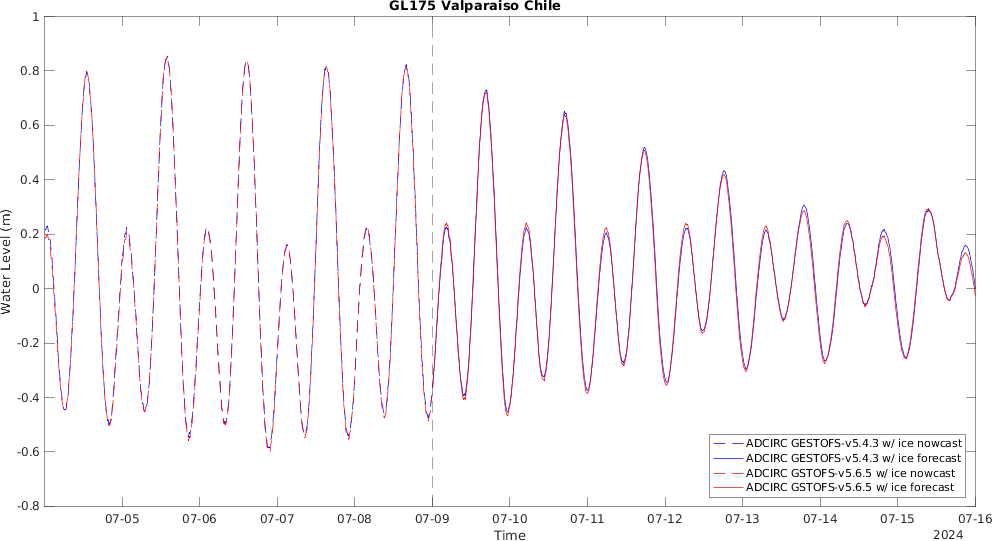 GL175 Valparaiso Chile
1
0.8
0.6
0.4
0.2
0
-0.2
-0.4
-0.6
-0.8
Water Level (m)
ADCIRC GESTOFS-v5.4.3 w/ ice nowcast
ADCIRC GESTOFS-v5.4.3 w/ ice forecast
ADCIRC GSTOFS-v5.6.5 w/ ice nowcast
ADCIRC GSTOFS-v5.6.5 w/ ice forecast
07-05 07-06 07-07 07-08 07-09 07-10 07-11 07-12 07-13 07-14 07-15 07-16
Time
2024